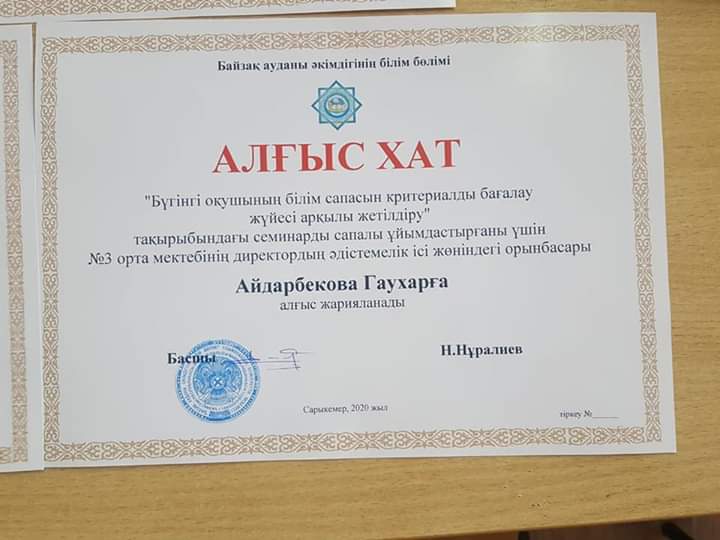 Байзақ ауданы әкімдігінің білім бөлімі
АЛҒЫС ХАТ
"Бүгінгі оқушының білім сапасын критериалды бағалау
жүйесі арқылы жетілдіру"
тақырыбындағы семинарды сапалы ұйымдастырғаны үшін
№3 орта мектебінің директордың әдістемелік ісі жөніндегі орынбасары
Айдарбекова Гаухарға
алғыс жарияланады
Басшы
Н.Нұралиев
Сарыкемер, 2020 жыл
тіркеу №______